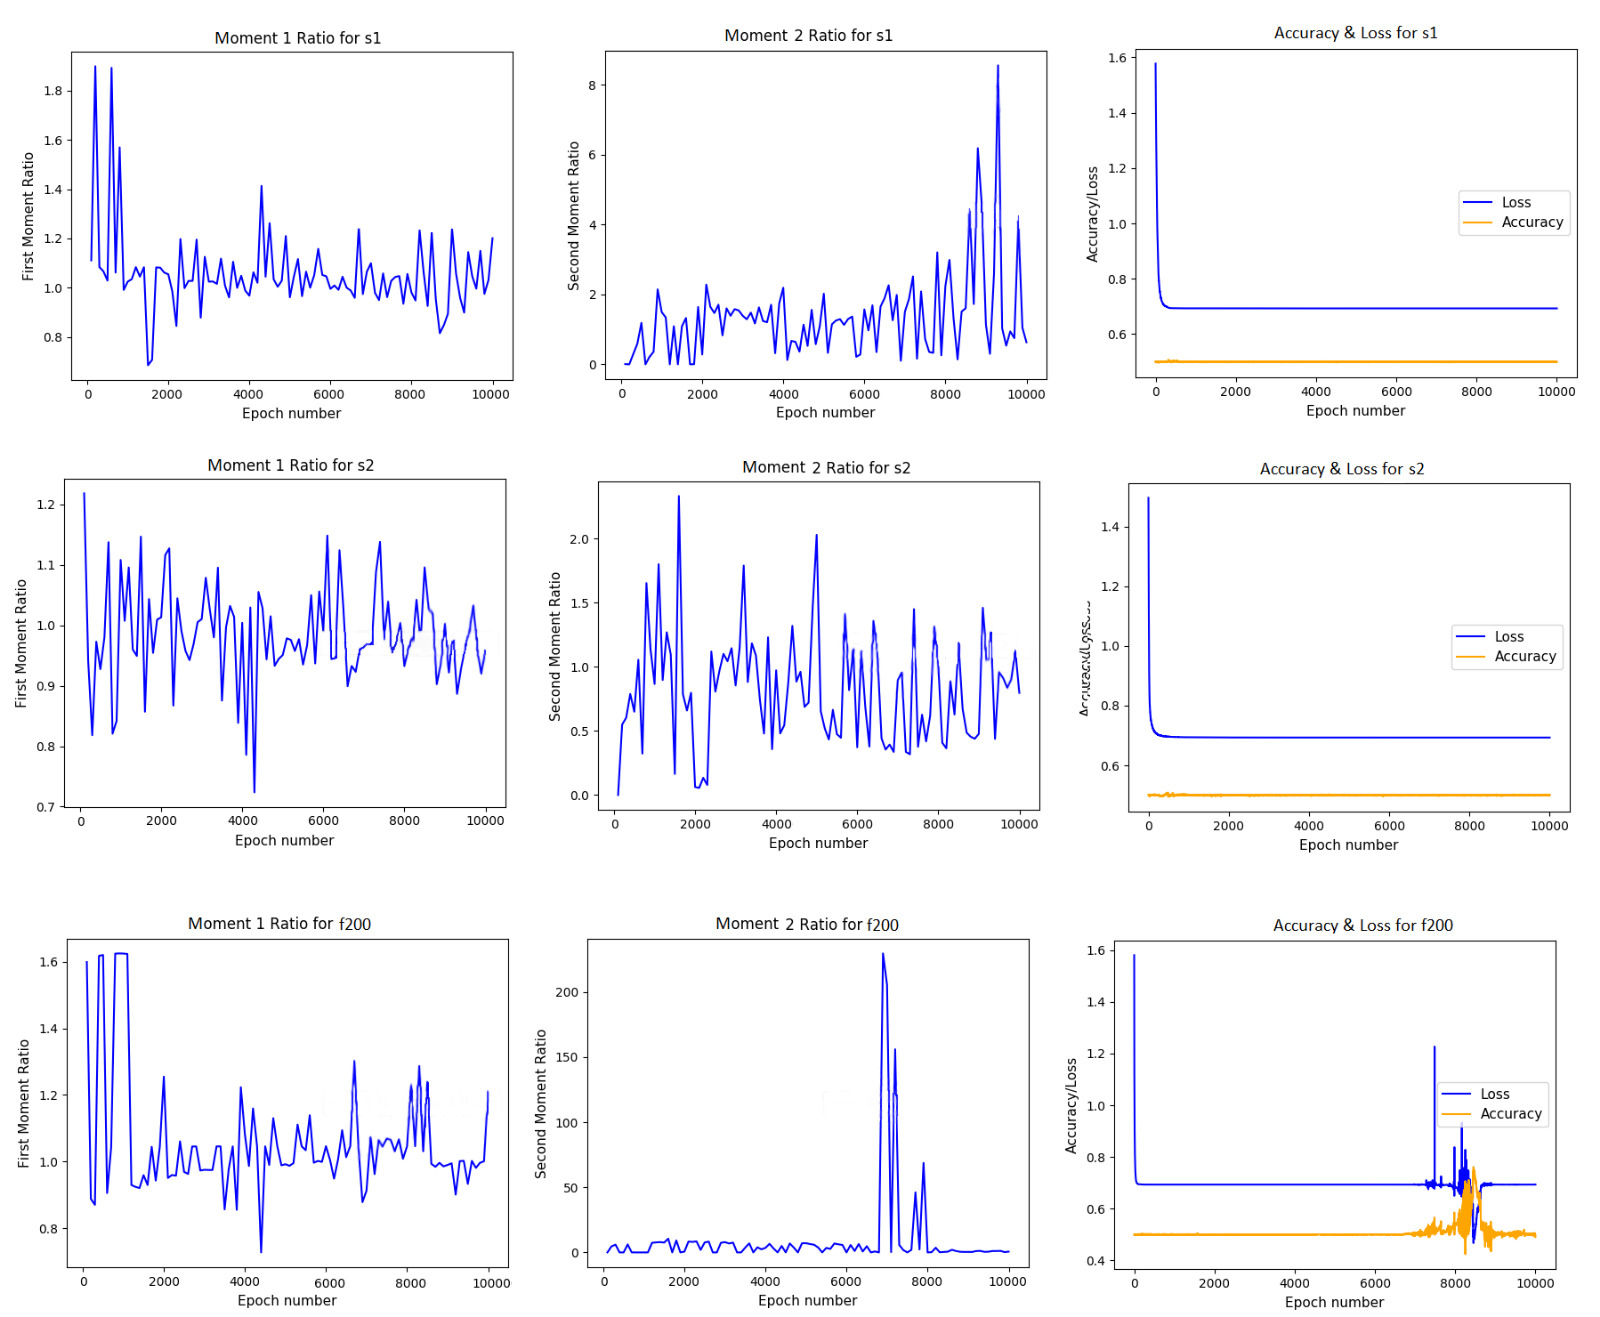 Moment 1 Ratio for s1
First Moment Ratio
1.8
1.6
1.4
1.2
1.0
0.8
0 2000 4000 6000 8000 10000
Epoch number
Moment 2 Ratio for s1
Second Moment Ratio
8
6
4
2
0
0 2000 4000 6000 8000 10000
Epoch number
Accuracy & Loss for s1
Accuracy/Loss
1.6
1.4
1.2
1.0
0.8
0.6
Loss
Accuracy
0 2000 4000 6000 8000 10000
Epoch number
Moment 1 Ratio for s2
First Moment Ratio
1.2
1.1
1.0
0.9
0.8
0.7
0 2000 4000 6000 8000 10000
Epoch number
Moment 2 Ratio for s2
Second Moment Ratio
2.0
1.5
1.0
0.5
0.0
0 2000 4000 6000 8000 10000
Epoch number
Accuracy & Loss for s2
1.4
1.2
1.0
0.8
0.6
Loss
Accuracy
0 2000 4000 6000 8000 10000
Epoch number
Moment 1 Ratio for f200
First Moment Ratio
1.6
1.4
1.2
1.0
0.8
0 2000 4000 6000 8000 10000
Epoch number
Moment 2 Ratio for f200
Second Moment Ratio
200
150
100
50
0
0 2000 4000 6000 8000 10000
Epoch number
Accuracy & Loss for f200
Accuracy/Loss
1.6
1.4
1.2
1.0
0.8
0.6
0.4
Loss
Accuracy
0 2000 4000 6000 8000 10000
Epoch number